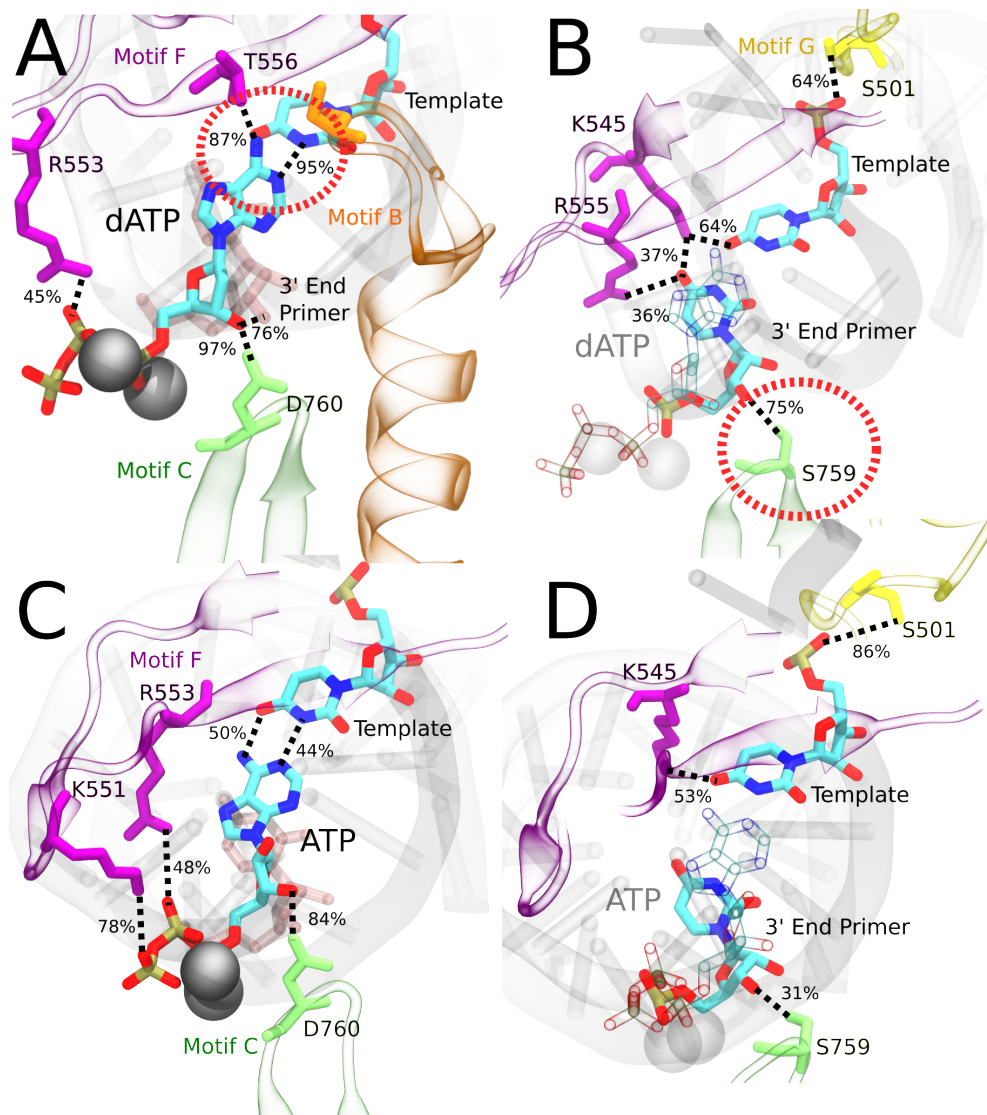 A
Motif F
T556
Template
87%
R553
95%
dATP
Motif B
3' End
Primer
45%
97%
76%
D760
Motif C
B
Motif G
64%
S501
K545
Template
R555
64%
37%
36%
3' End Primer
dATP
75%
S759
C
Motif F
R553
50%
Template
44%
K551
ATP
48%
78%
84%
D760
Motif C
D
S501
86%
K545
53%
Template
ATP
3' End Primer
31%
S759